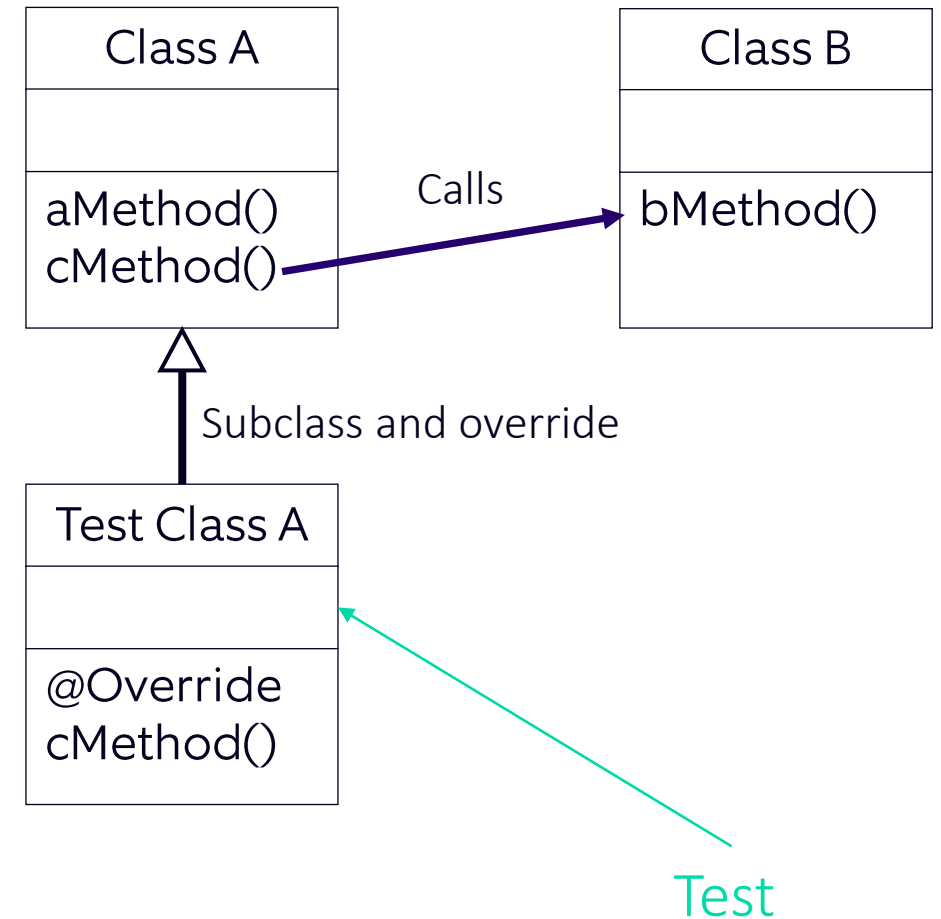 Class A
aMethod()
cMethod()
Calls
Class B
bMethod()
Subclass and override
Test Class A
@Override
cMethod()
Test